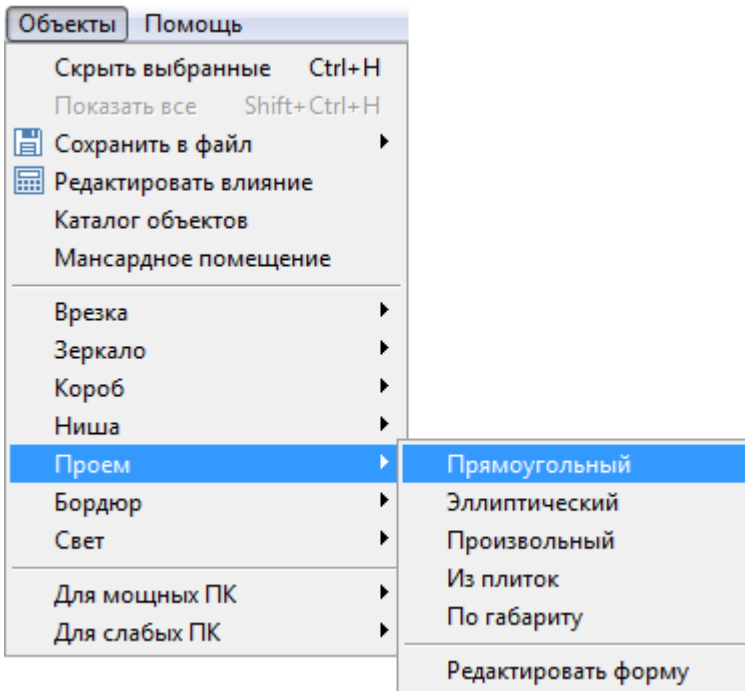 Объекты Помощь
Скрыть выбранные Ctrl+H
Показать все Shift+Ctrl+H
Сохранить в файл
Редактировать влияние
Каталог объектов
Мансардное помещение
Врезка
Зеркало
Короб
Ниша
Проем
Бордюр
Свет
Для мощных ПК
Для слабых ПК
Прямоугольный
Эллиптический
Произвольный
Из плиток
По габариту
Редактировать форму